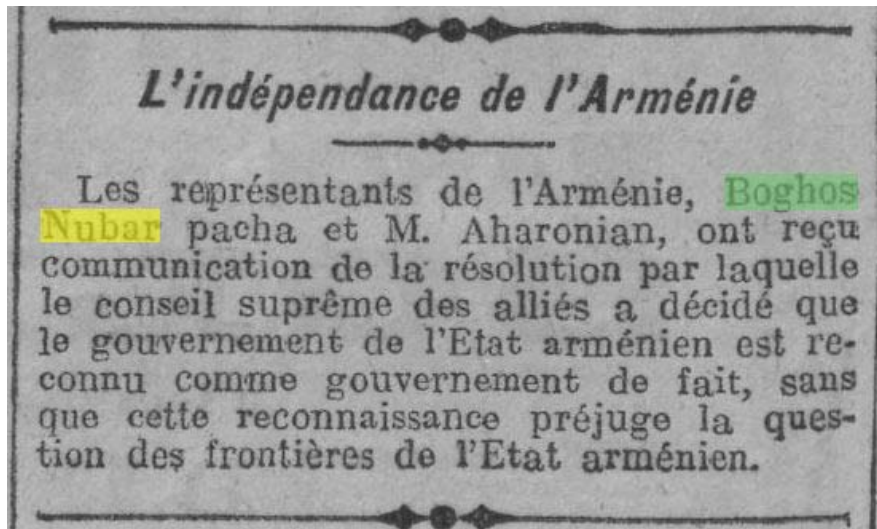 L'indépendance de l'Arménie
Les représentants de l'Arménie, Boghos
Nubar pacha et M. Aharonian, ont reçu
communication de la résolution par laquelle
le conseil suprême des alliés a décidé que
le gouvernement de l'Etat arménien est re-
connu comme gouvernement de fait, sans
que cette reconnaissance préjuge la ques-
tion des frontières de l'Etat arménien.